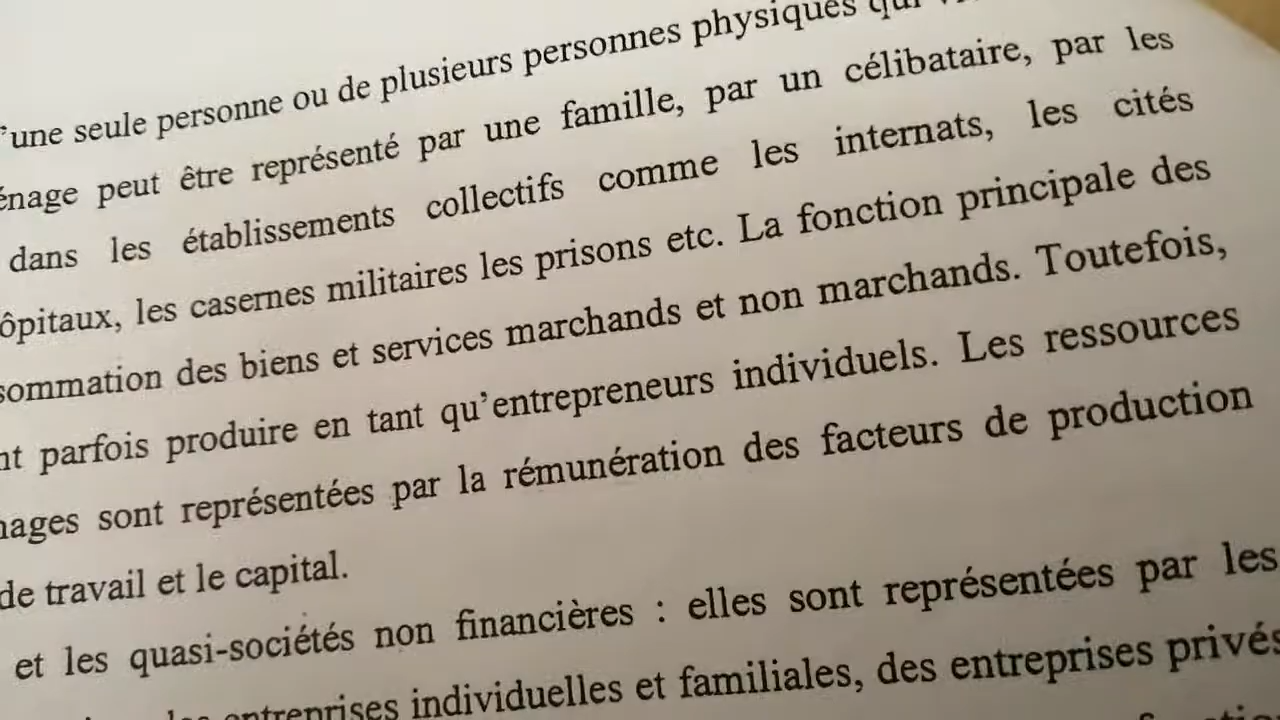 'une seule personne ou de plusieurs personnes physiques qui
énage peut être représenté par une famille, par un célibataire, par les
dans les établissements collectifs comme les internats, les cités
ôpitaux, les casernes militaires les prisons etc. La fonction principale des
sommation des biens et services marchands et non marchands. Toutefois,
nt parfois produire en tant qu'entrepreneurs individuels. Les ressources
nages sont représentées par la rémunération des facteurs de production
de travail et le capital.
et les quasi-sociétés non financières : elles sont représentées par les
entreprises individuelles et familiales, des entreprises privés